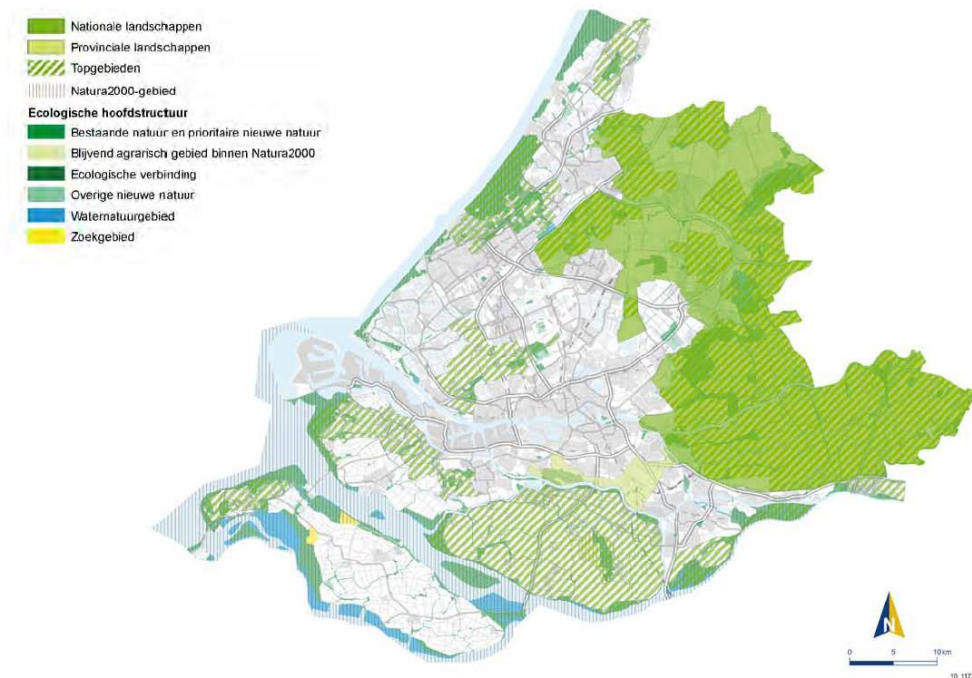 Nationale landschappen
Provinciale landschappen
Topgebieden
Natura2000-gebied
Ecologische hoofdstructuur
Bestaande natuur en prioritaire nieuwe natuur
Blijvend agrarisch gebied binnen Natura2000
Ecologische verbinding
Overige nieuwe natuur
Waternatuurgebied
Zoekgebied
N
0 5 10km